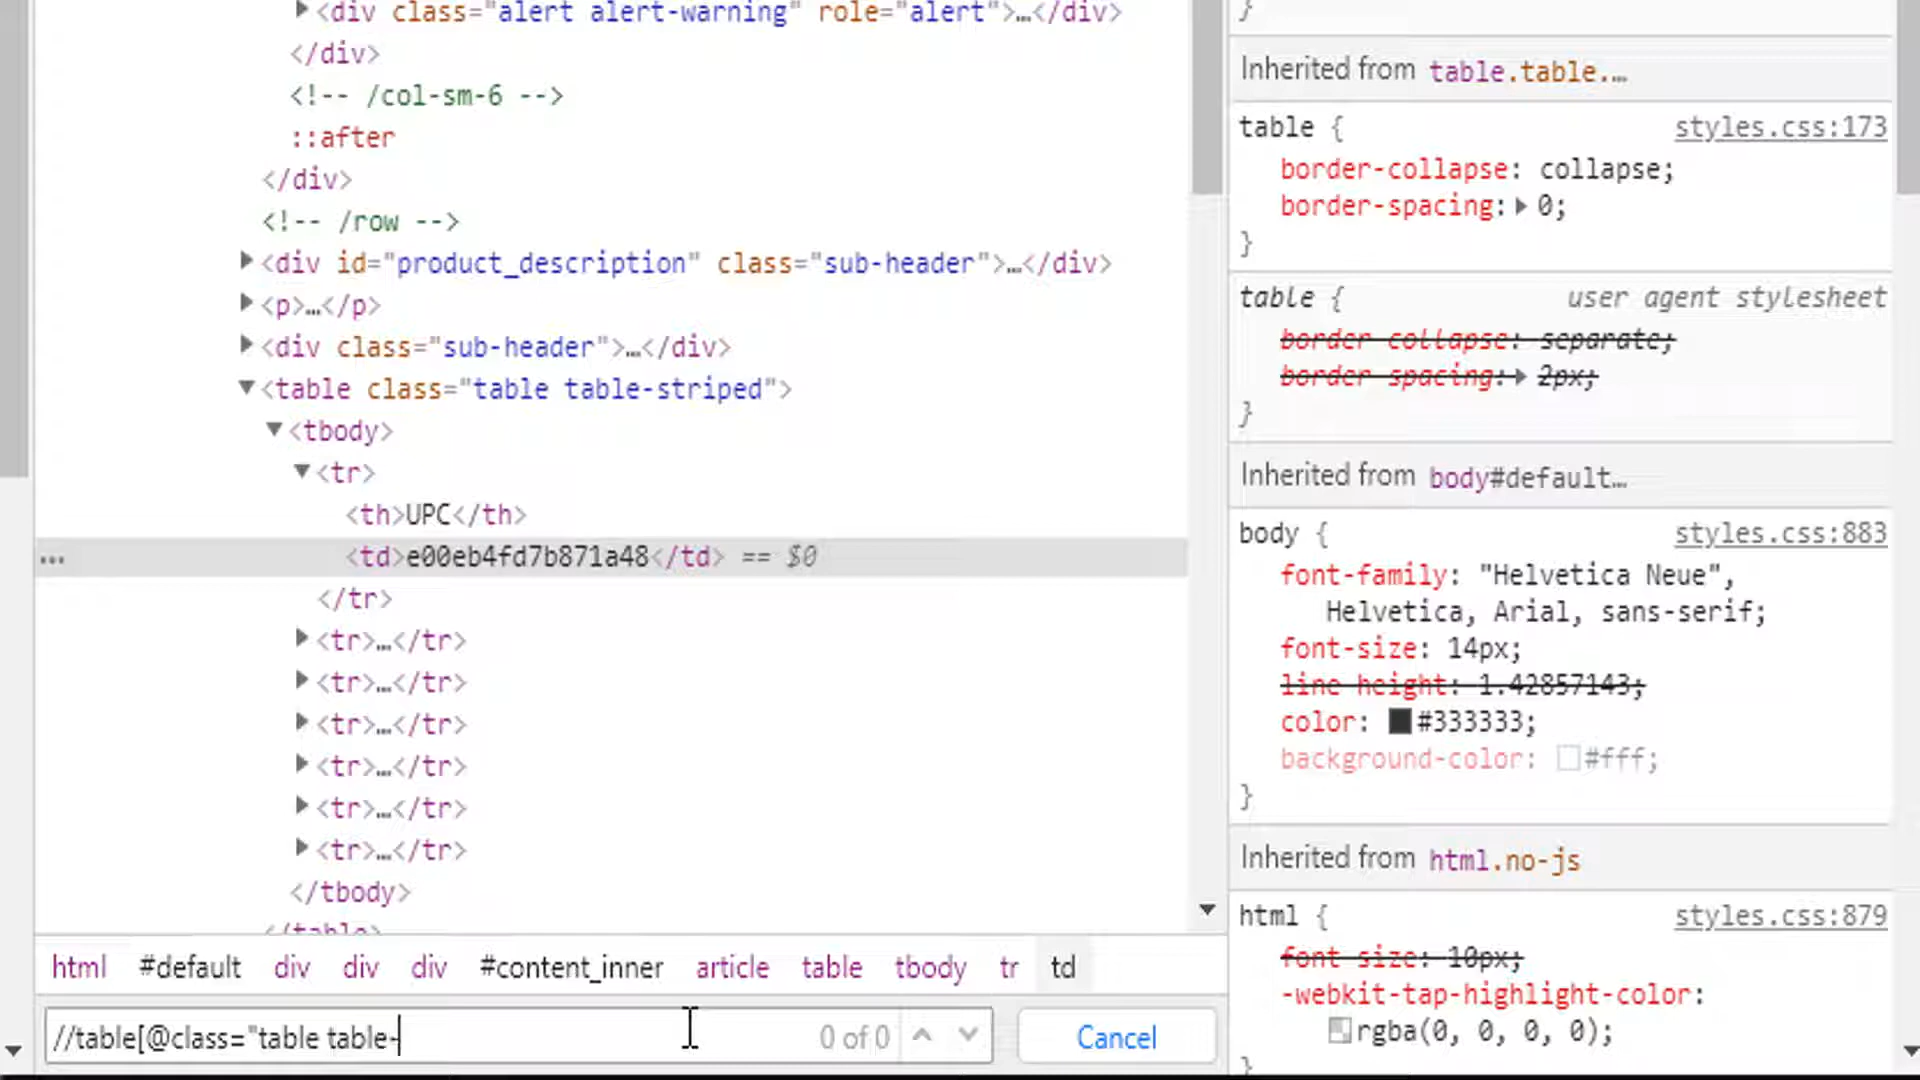 <div class="alert alert-warning" role="alert">…</div>
</div>
<!-- /col-sm-6 -->
::after
</div>
<!-- /row -->
<div id="product_description" class="sub-header">…</div>
<p>…</p>
<div class="sub-header">…</div>
<table class="table table-striped">
<tbody>
<tr>
<th>UPC</th>
… <td>e00eb4fd7b871a48</td> == $0
</tr>
<tr>…</tr>
<tr>…</tr>
<tr>…</tr>
<tr>…</tr>
<tr>…</tr>
<tr>…</tr>
</tbody>
</table>
html #default div div div #content_inner article table tbody tr td
//table[@class="table table-
0 of 0
Cancel
}
Inherited from table.table.…
table { styles.css:173
border-collapse: collapse;
border-spacing: 0;
}
table { user agent stylesheet
border-collapse: separate;
border-spacing: 2px;
}
Inherited from body#default…
body { styles.css:883
font-family: "Helvetica Neue",
Helvetica, Arial, sans-serif;
font-size: 14px;
line-height: 1.42857143;
color: #333333;
background-color: #fff;
}
Inherited from html.no-js
html { styles.css:879
font-size: 10px;
-webkit-tap-highlight-color:
rgba(0, 0, 0, 0);
}